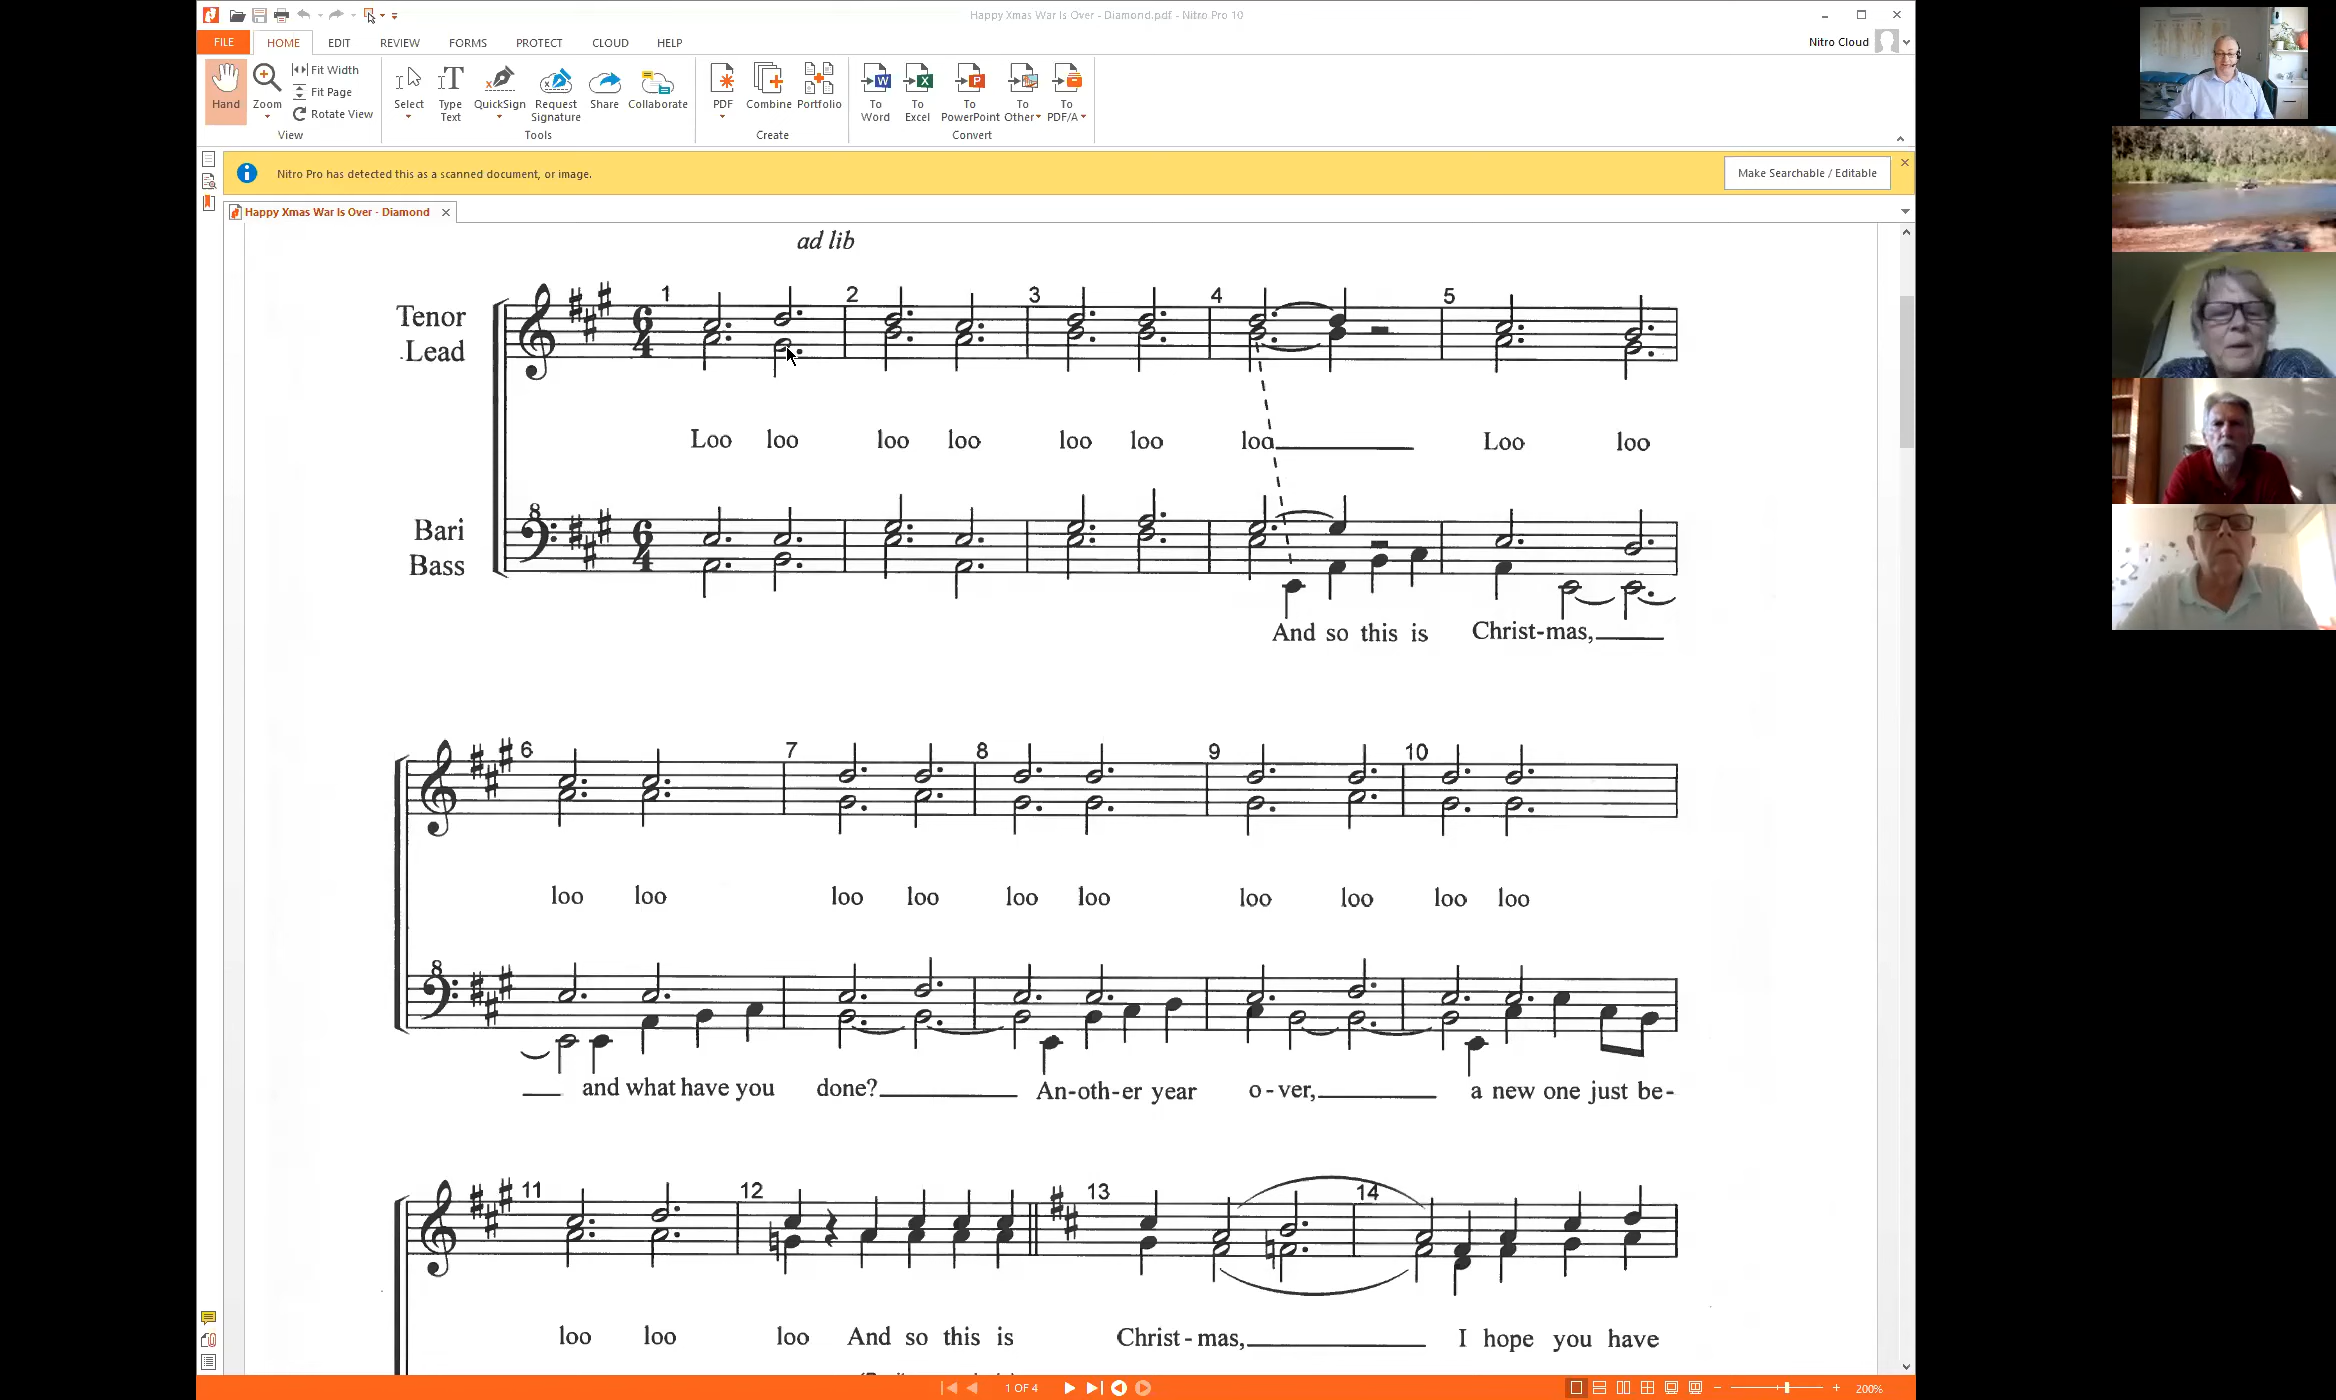 Happy Xmas War Is Over - Diamond.pdf - Nitro Pro 10
FILE HOME EDIT REVIEW FORMS PROTECT CLOUD HELP
Nitro Cloud
Hand
Zoom
Fit Width
Fit Page
Rotate View
View
Select
Type Text
QuickSign
Request Signature
Share
Collaborate
Tools
PDF
Combine
Portfolio
Create
To Word
To Excel
To PowerPoint
To Other
To PDF/A
Convert
Nitro Pro has detected this as a scanned document, or image.
Make Searchable / Editable
Happy Xmas War Is Over - Diamond
ad lib
1 2 3 4 5
Tenor
Lead
6 4
Loo loo loo loo loo loo loo Loo loo
8
Bari
Bass
6 4
And so this is Christ-mas,
6 7 8 9 10
loo loo loo loo loo loo loo loo loo loo
8
and what have you done? An-oth-er year o-ver, a new one just be-
11 12 13 14
loo loo loo And so this is Christ-mas, I hope you have
1 OF 4
200%